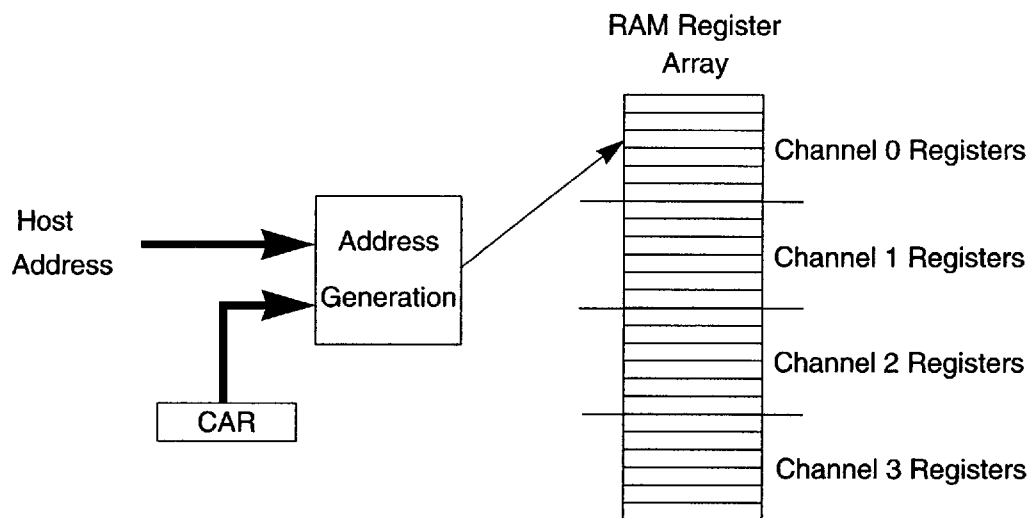 RAM Register
Array
Channel 0 Registers
Host
Address
Address
Generation
Channel 1 Registers
CAR
Channel 2 Registers
Channel 3 Registers